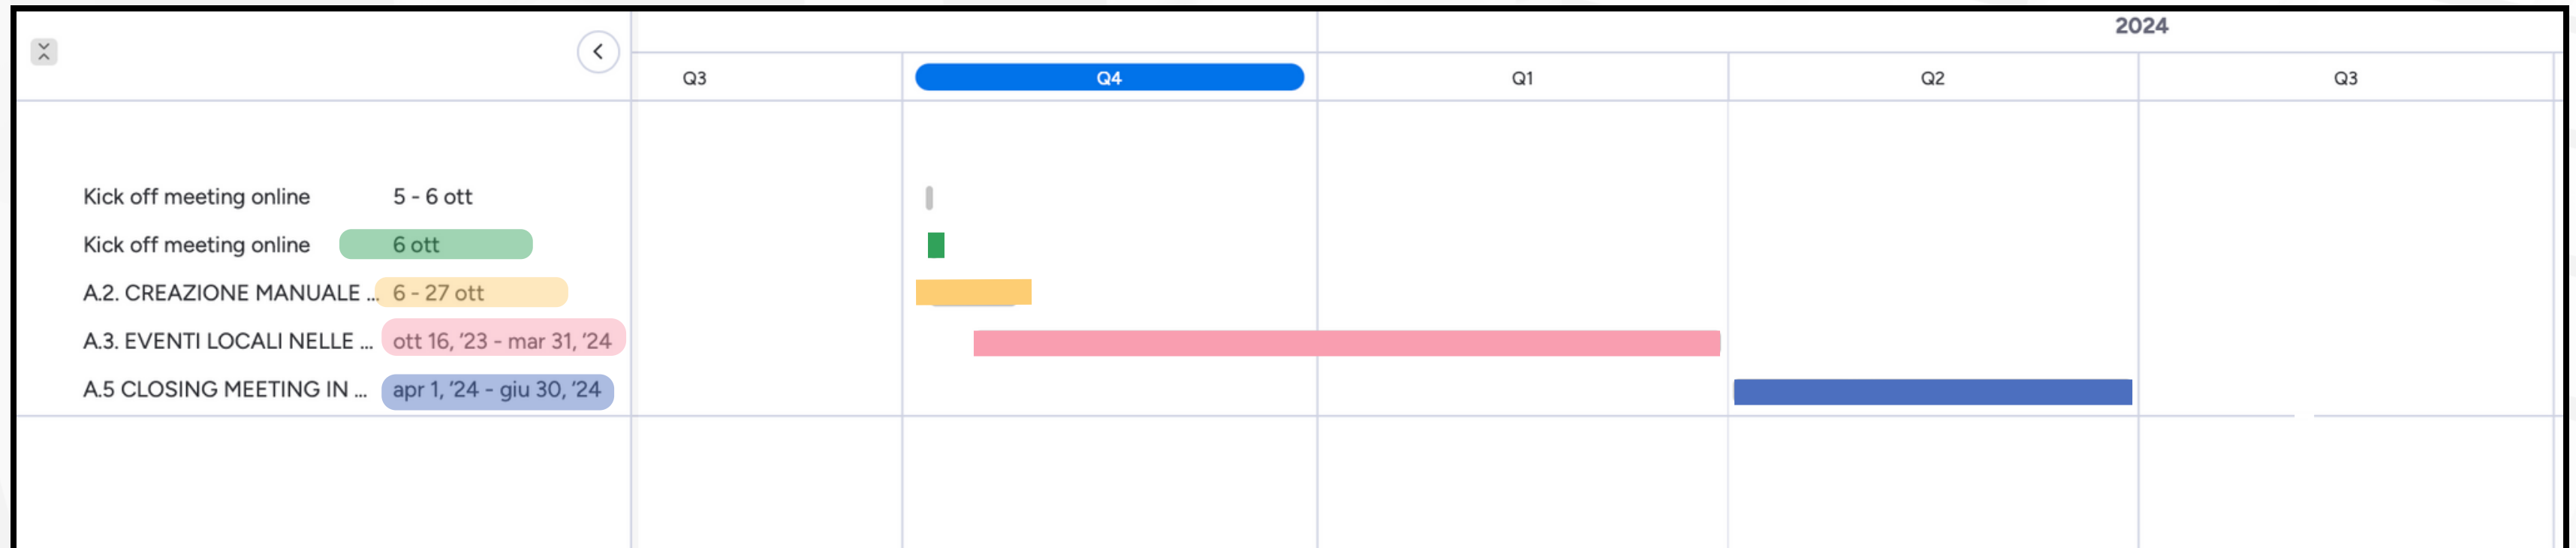 2024
Q3 Q4 Q1 Q2 Q3
Kick off meeting online 5 - 6 ott
Kick off meeting online 6 ott
A.2. CREAZIONE MANUALE ... 6 - 27 ott
A.3. EVENTI LOCALI NELLE ... ott 16, '23 - mar 31, '24
A.5 CLOSING MEETING IN ... apr 1, '24 - giu 30, '24